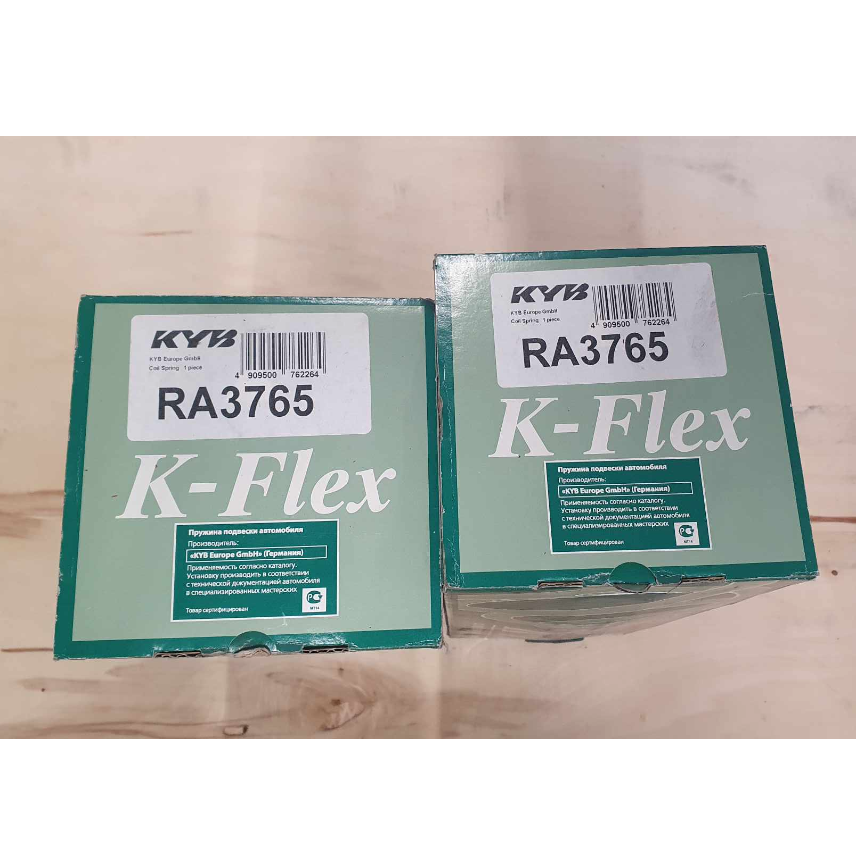 KYB
KYB Europe GmbH
Coil Spring 1 piece
4 909500 762264
RA3765
K-Flex
Пружина подвески автомобиля
Производитель:
«KYB Europe GmbH» (Германия)
Применяемость согласно каталогу.
Установку производить в соответствии
с технической документацией автомобиля
в специализированных мастерских
Товар сертифицирован
МТ14
KYB
KYB Europe GmbH
Coil Spring 1 piece
4 909500 762264
RA3765
K-Flex
Пружина подвески автомобиля
Производитель:
«KYB Europe GmbH» (Германия)
Применяемость согласно каталогу.
Установку производить в соответствии
с технической документацией автомобиля
в специализированных мастерских
Товар сертифицирован
МТ14